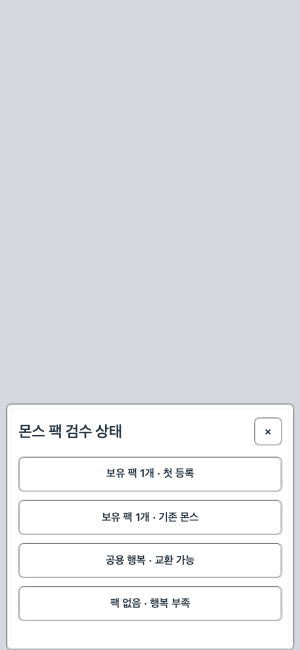 몬스 팩 검수 상태
×
보유 팩 1개 · 첫 등록
보유 팩 1개 · 기존 몬스
공용 행복 · 교환 가능
팩 없음 · 행복 부족